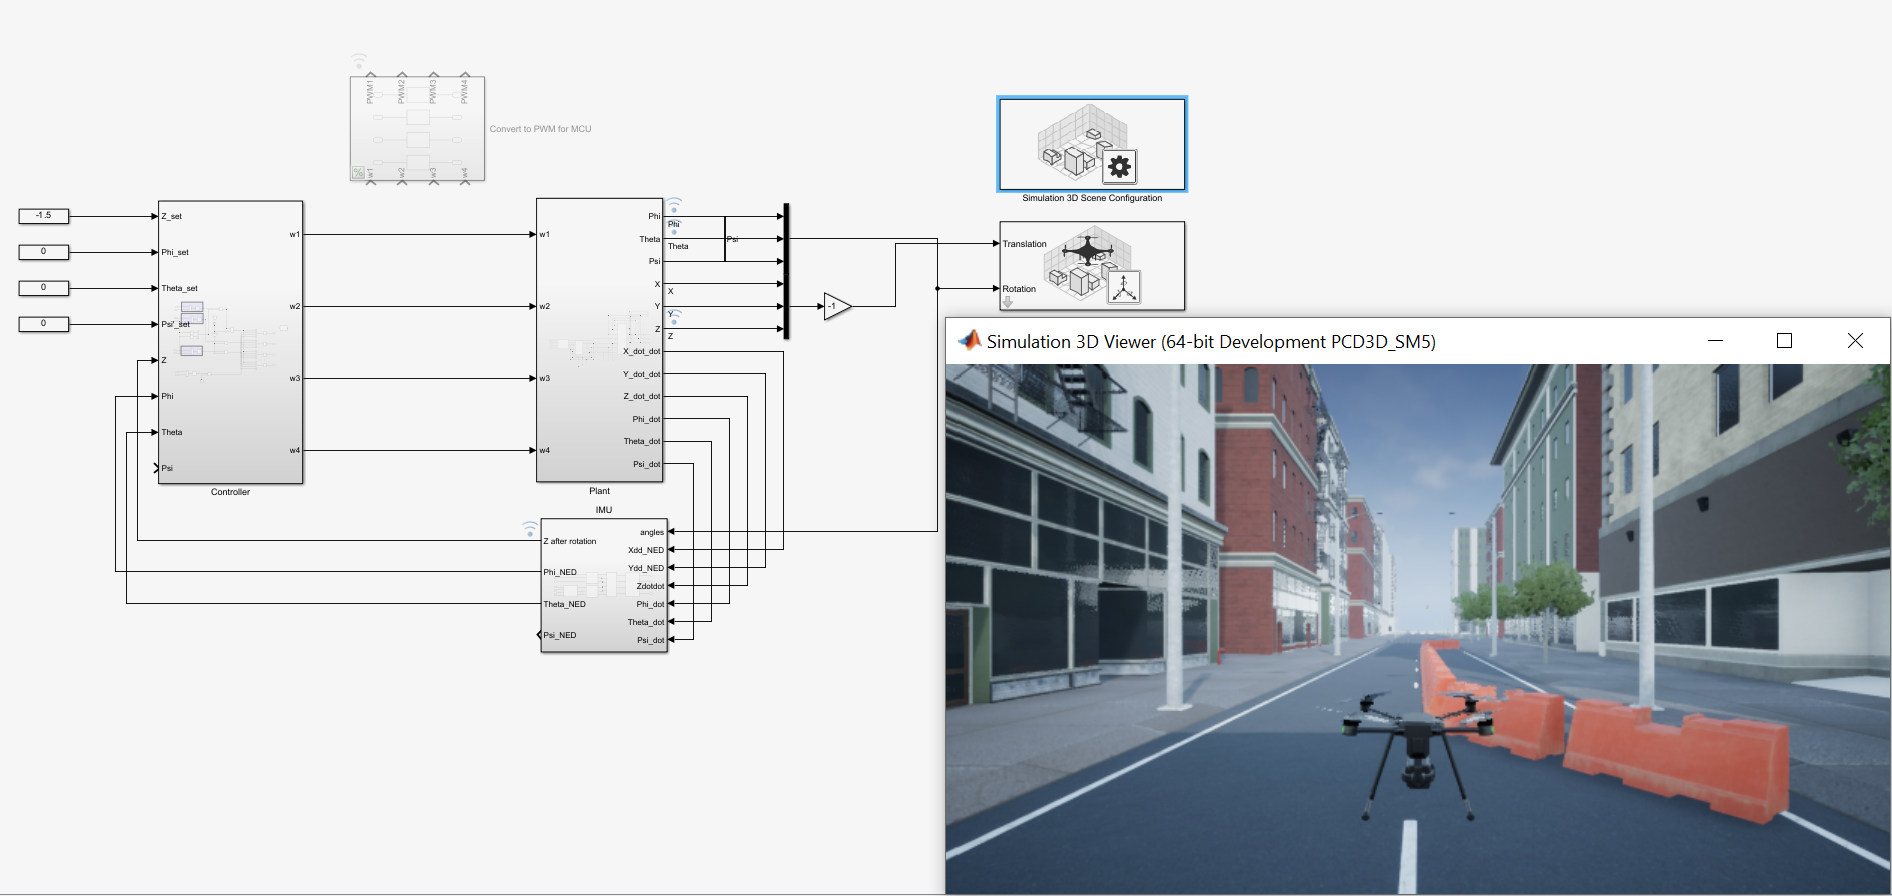 PWM1
PWM2
PWM3
PWM4
Convert to PWM for MCU
w1
w2
w3
w4
Simulation 3D Scene Configuration
-1.5
0
0
0
Z_set
Phi_set
Theta_set
Psi'_set
Z
Phi
Theta
Psi
w1
w2
w3
w4
Controller
w1
w2
w3
w4
Phi
Theta
Psi
X
Y
Z
X_dot_dot
Y_dot_dot
Z_dot_dot
Phi_dot
Theta_dot
Psi_dot
Plant
Phi
Theta
Psi
X
Y
Z
-1
Translation
Rotation
IMU
Z after rotation
Phi_NED
Theta_NED
Psi_NED
angles
Xdd_NED
Ydd_NED
Zdotdot
Phi_dot
Theta_dot
Psi_dot
Simulation 3D Viewer (64-bit Development PCD3D_SM5)